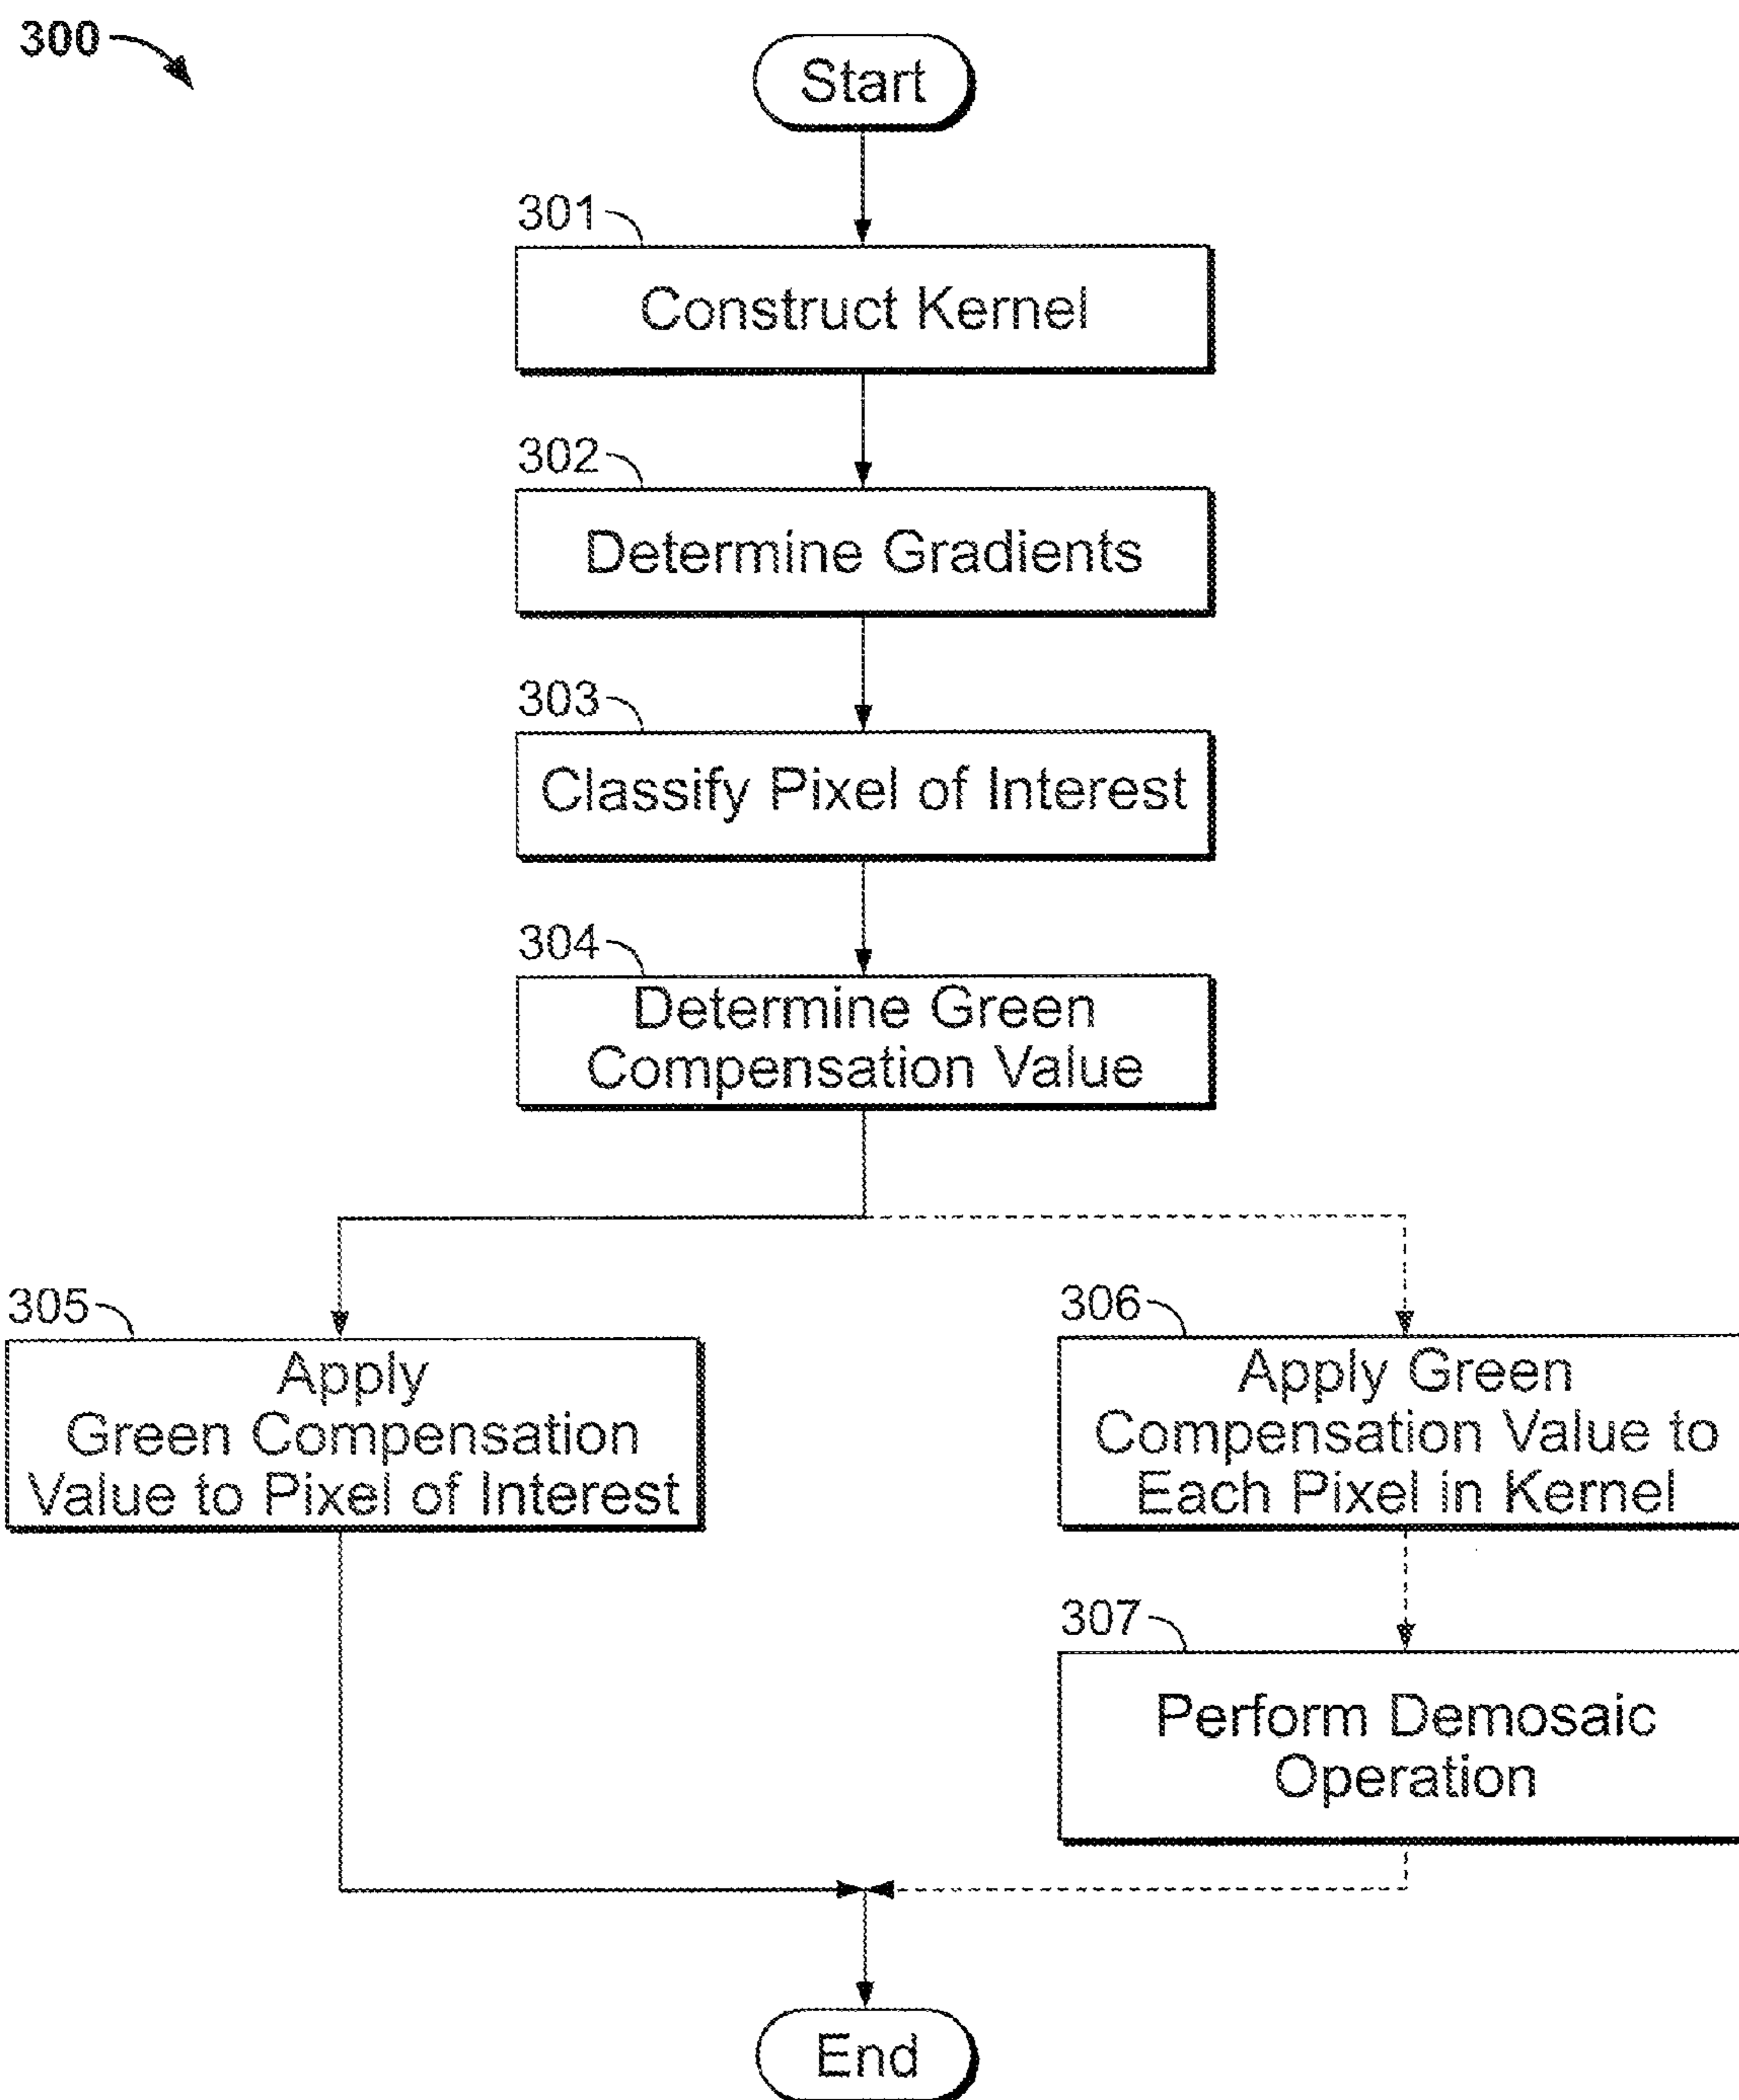 300
Start
301
Construct Kernel
302
Determine Gradients
303
Classify Pixel of Interest
304
Determine Green
Compensation Value
305
Apply
Green Compensation
Value to Pixel of Interest
306
Apply Green
Compensation Value to
Each Pixel in Kernel
307
Perform Demosaic
Operation
End